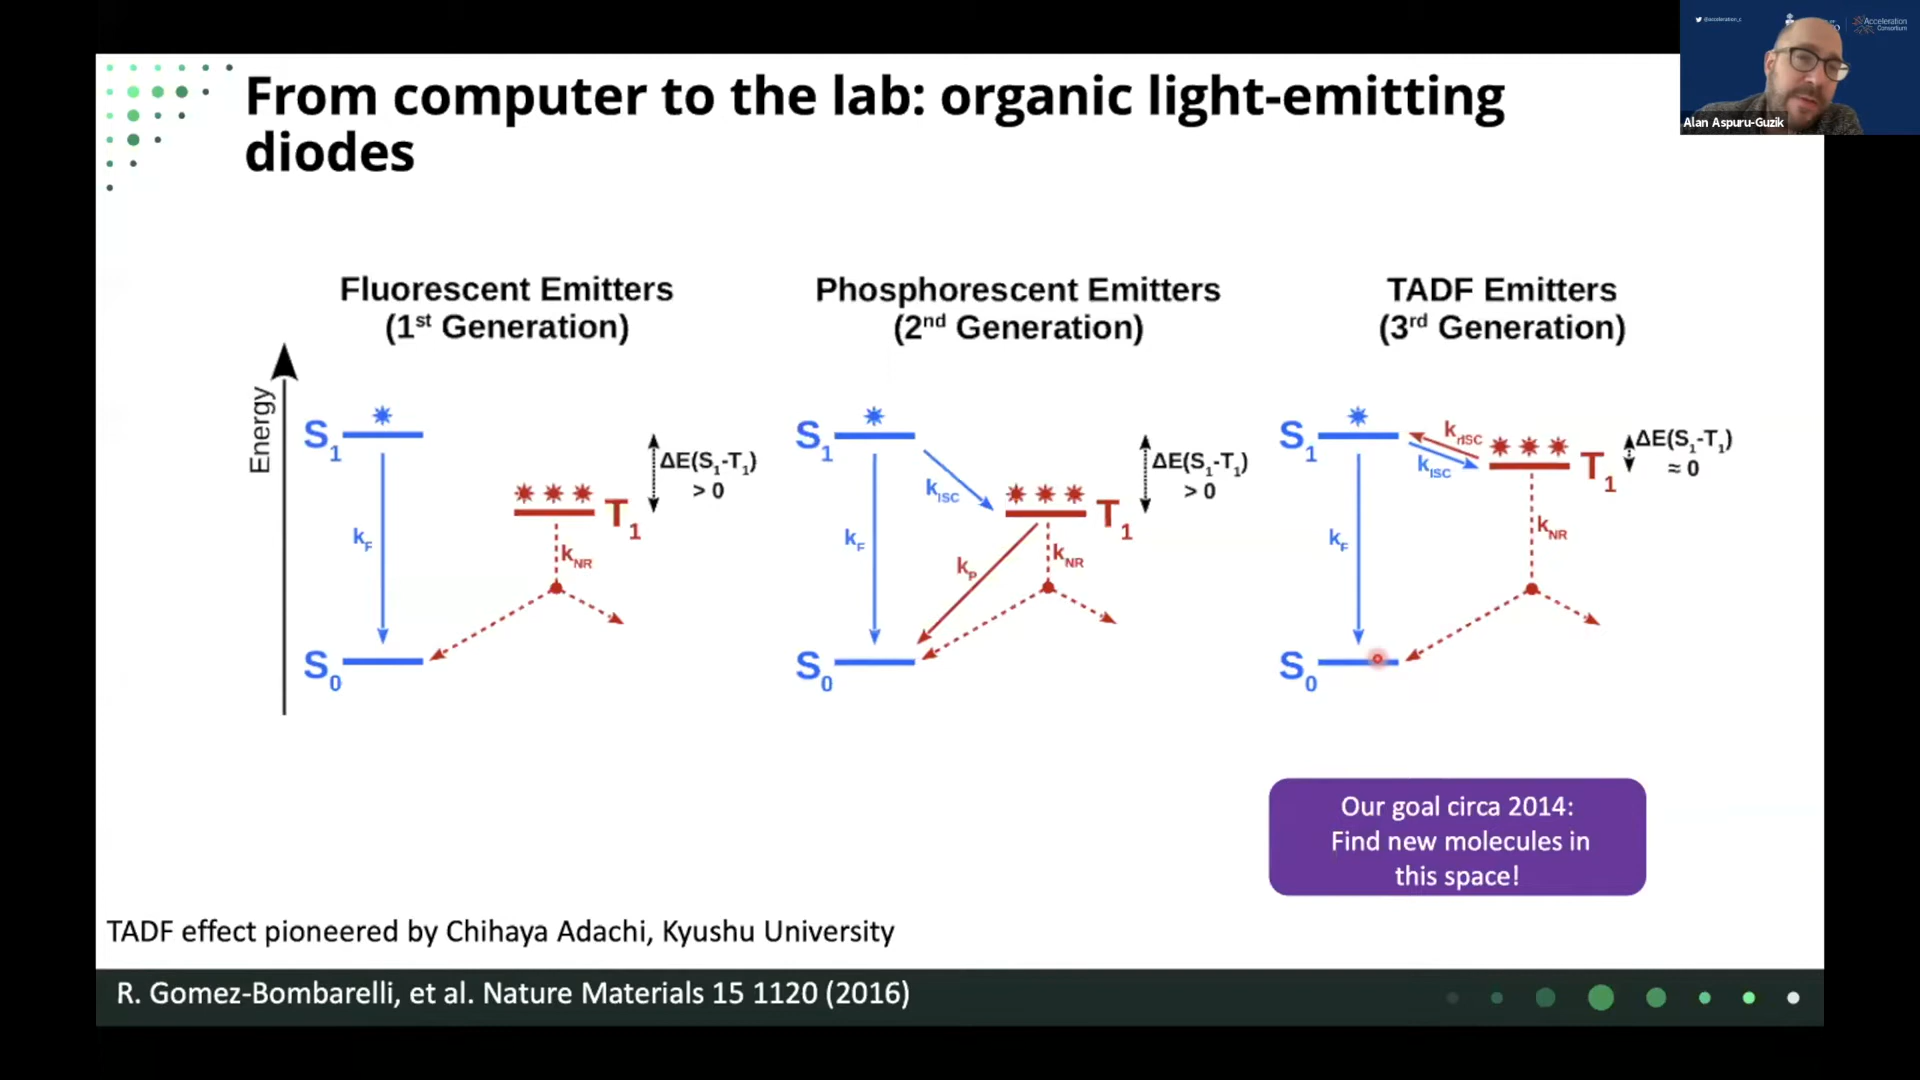 @acceleration_c
Acceleration
Consortium
Alan Aspuru-Guzik
From computer to the lab: organic light-emitting
diodes
Fluorescent Emitters
(1st Generation)
Energy
S1
kF
S0
T1
kNR
ΔE(S1-T1)
> 0
Phosphorescent Emitters
(2nd Generation)
S1
kISC
kF
kP
S0
T1
kNR
ΔE(S1-T1)
> 0
TADF Emitters
(3rd Generation)
S1
krISC
kISC
kF
S0
T1
kNR
ΔE(S1-T1)
≈ 0
Our goal circa 2014:
Find new molecules in
this space!
TADF effect pioneered by Chihaya Adachi, Kyushu University
R. Gomez-Bombarelli, et al. Nature Materials 15 1120 (2016)